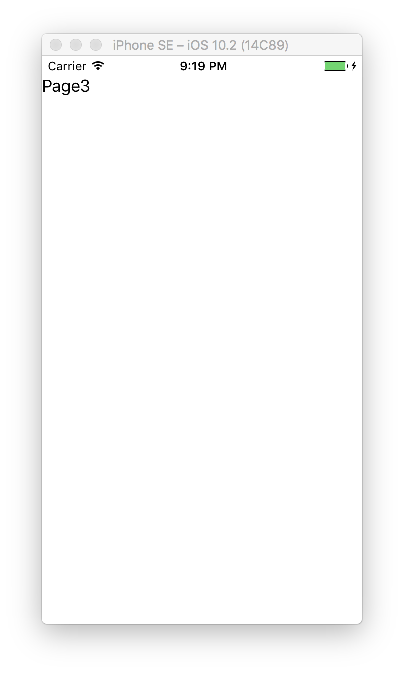 iPhone SE – iOS 10.2 (14C89)
Carrier 9:19 PM
Page3